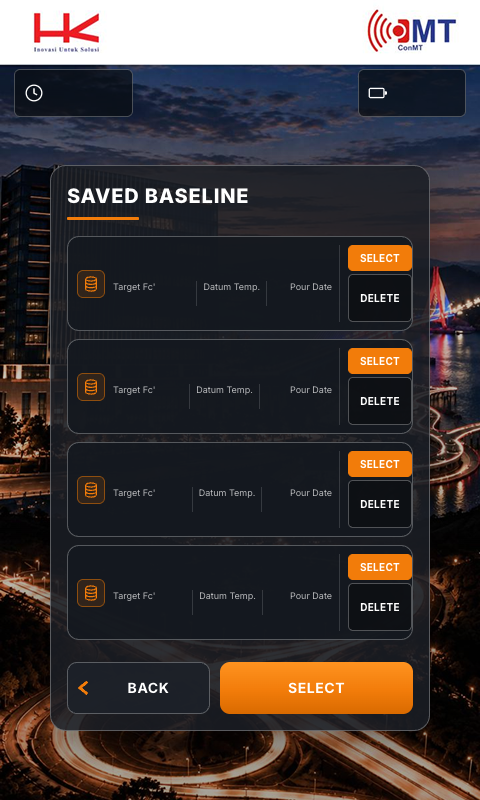 HK
Inovasi Untuk Solusi
MT
ConMT
SAVED BASELINE
Target Fc'
Datum Temp.
Pour Date
SELECT
DELETE
Target Fc'
Datum Temp.
Pour Date
SELECT
DELETE
Target Fc'
Datum Temp.
Pour Date
SELECT
DELETE
Target Fc'
Datum Temp.
Pour Date
SELECT
DELETE
BACK
SELECT